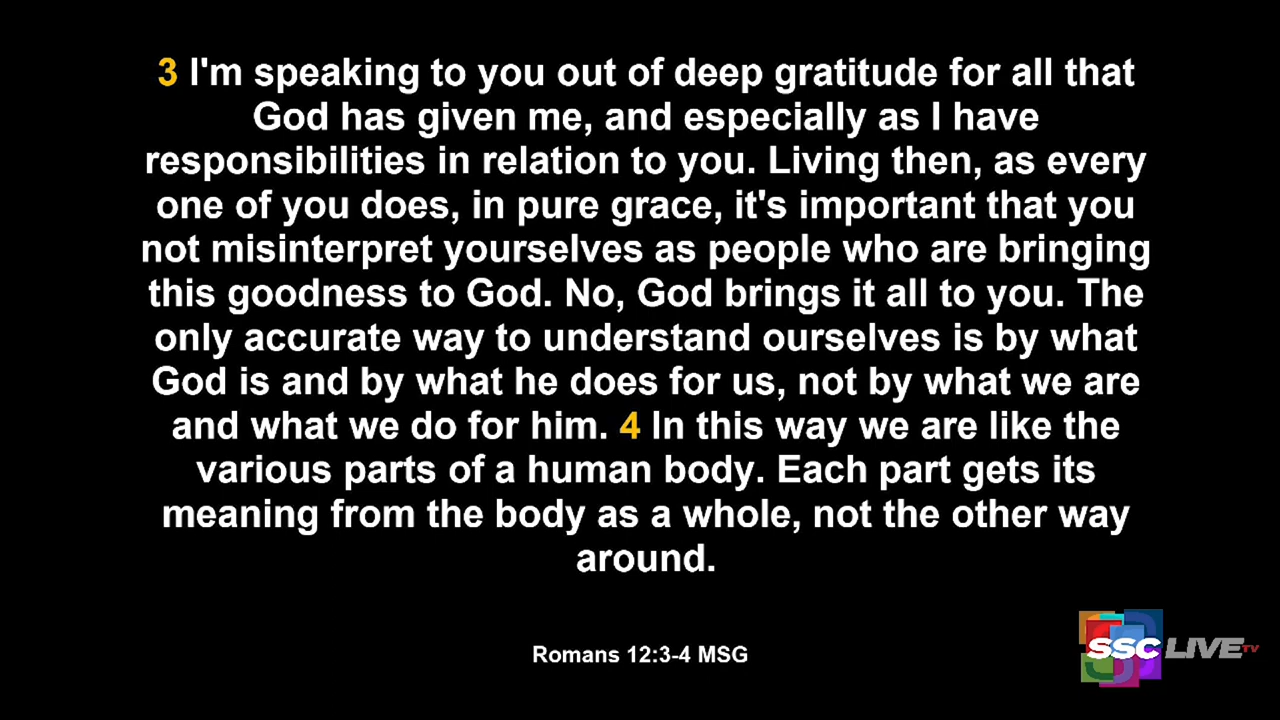 3 I'm speaking to you out of deep gratitude for all that
God has given me, and especially as I have
responsibilities in relation to you. Living then, as every
one of you does, in pure grace, it's important that you
not misinterpret yourselves as people who are bringing
this goodness to God. No, God brings it all to you. The
only accurate way to understand ourselves is by what
God is and by what he does for us, not by what we are
and what we do for him. 4 In this way we are like the
various parts of a human body. Each part gets its
meaning from the body as a whole, not the other way
around.
Romans 12:3-4 MSG
SSC LIVE TV